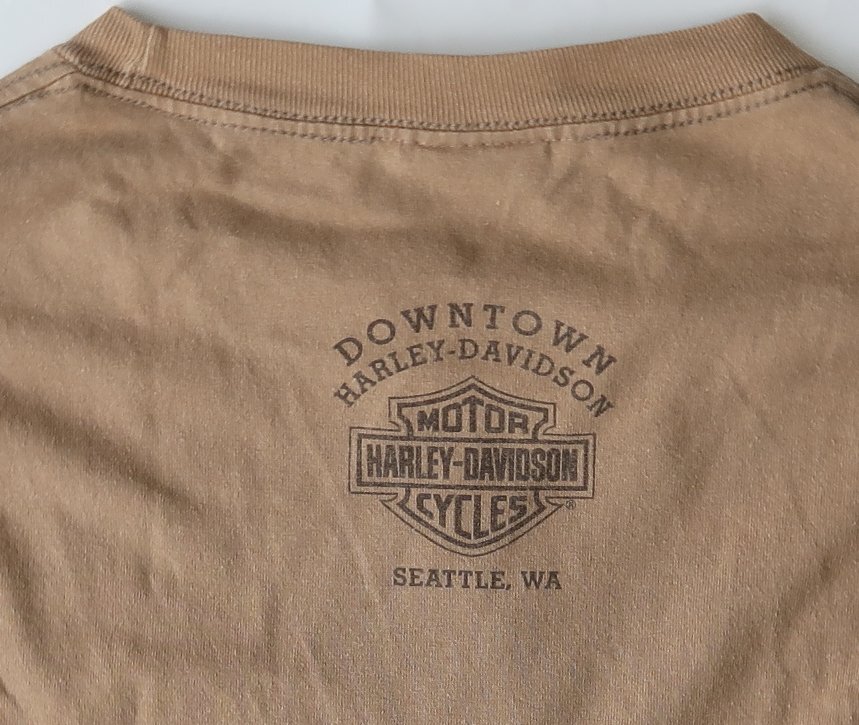 DOWNTOWN
HARLEY-DAVIDSON
MOTOR
HARLEY-DAVIDSON
CYCLES®
SEATTLE, WA